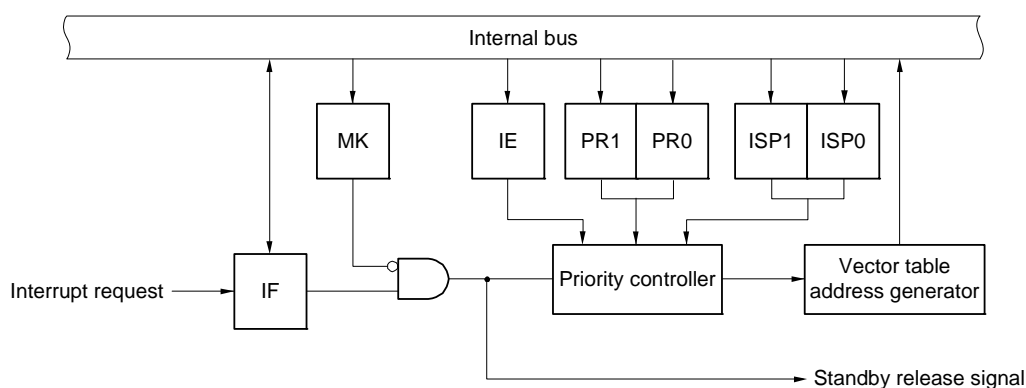 Internal bus
MK
IE
PR1
PR0
ISP1
ISP0
Interrupt request
IF
Priority controller
Vector table
address generator
Standby release signal